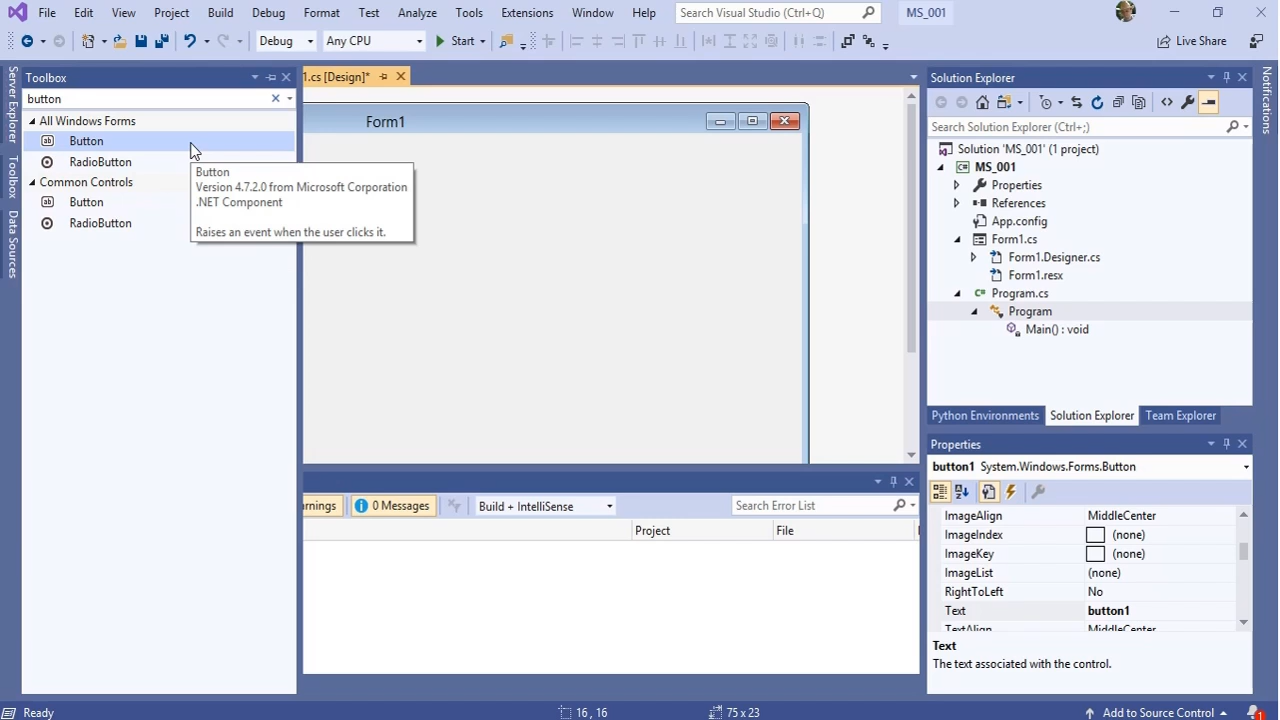 File Edit View Project Build Debug Format Test Analyze Tools Extensions Window Help Search Visual Studio (Ctrl+Q) MS_001
Debug Any CPU Start Live Share
Server Explorer
Toolbox
Data Sources
Toolbox
button
All Windows Forms
Button
RadioButton
Common Controls
Button
RadioButton
Button
Version 4.7.2.0 from Microsoft Corporation
.NET Component
Raises an event when the user clicks it.
1.cs [Design]*
Form1
rnings 0 Messages Build + IntelliSense Search Error List
Project File
Solution Explorer
Search Solution Explorer (Ctrl+;)
Solution 'MS_001' (1 project)
MS_001
Properties
References
App.config
Form1.cs
Form1.Designer.cs
Form1.resx
Program.cs
Program
Main() : void
Python Environments Solution Explorer Team Explorer
Properties
button1 System.Windows.Forms.Button
ImageAlign MiddleCenter
ImageIndex (none)
ImageKey (none)
ImageList (none)
RightToLeft No
Text button1
TextAlign MiddleCenter
Text
The text associated with the control.
Notifications
Ready 16 , 16 75 x 23 Add to Source Control 1